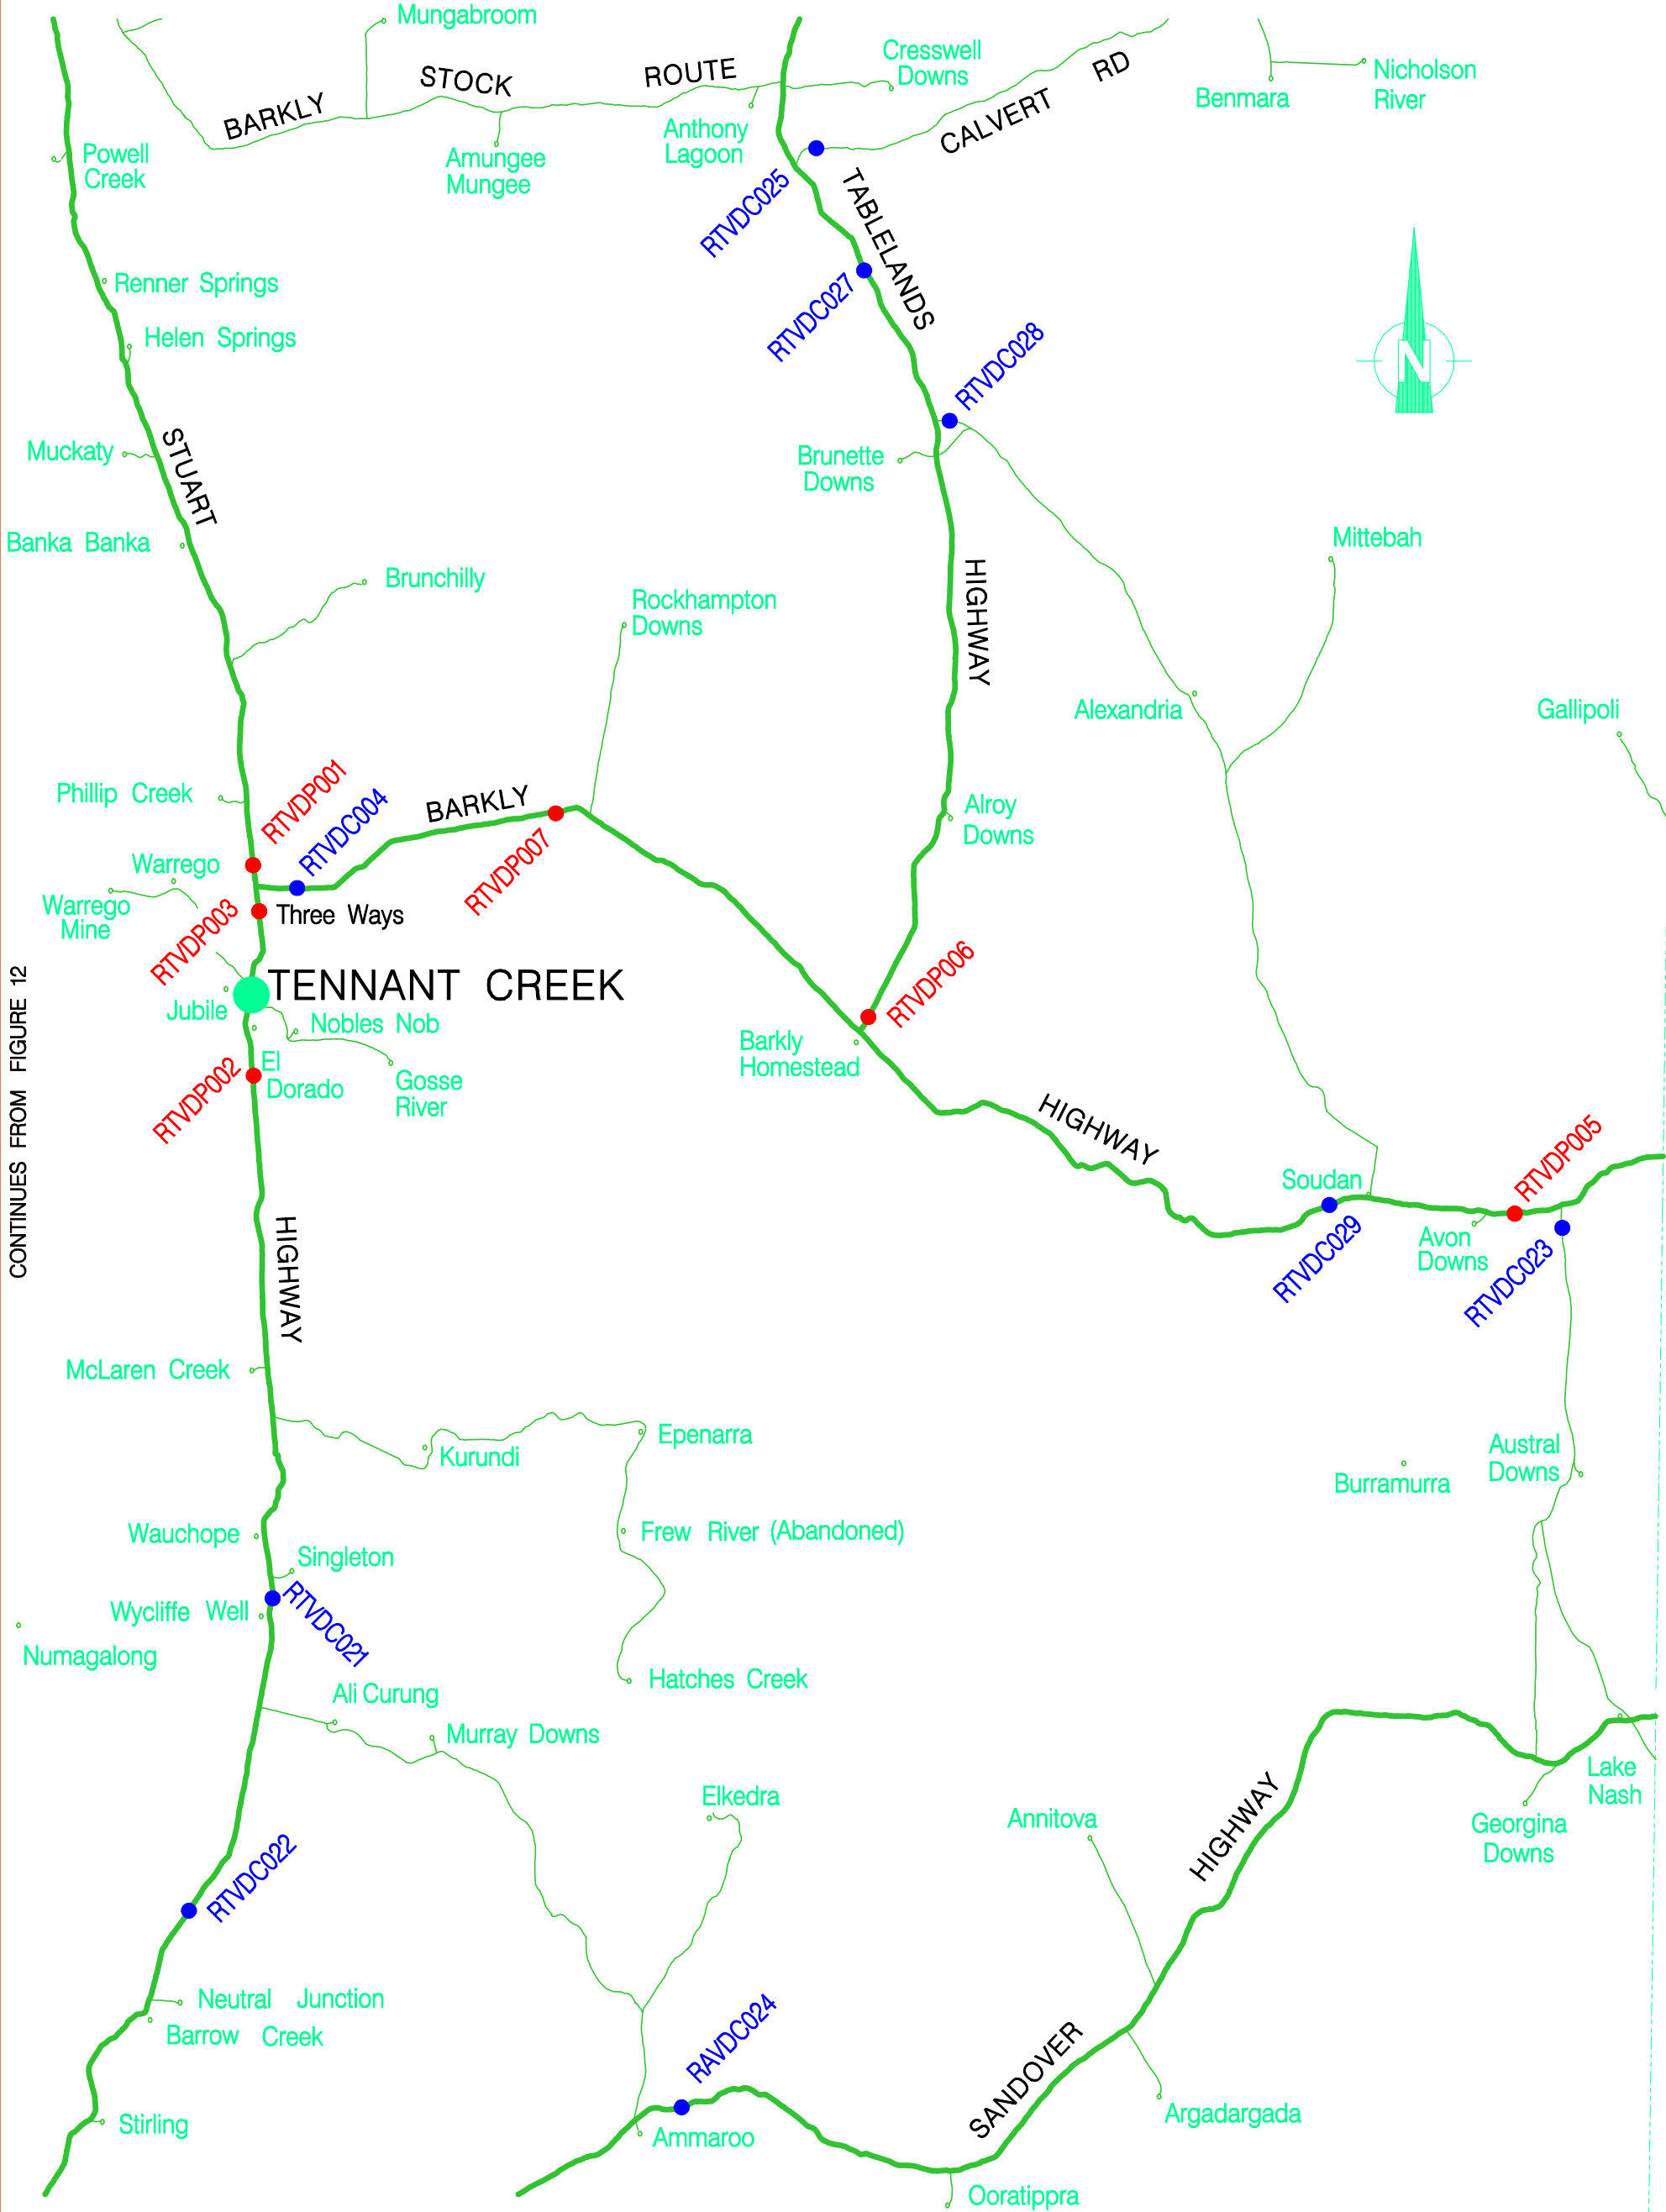 Mungabroom
STOCK
ROUTE
Cresswell
Downs
RD
Nicholson
River
BARKLY
Benmara
CALVERT
Anthony
Lagoon
Powell
Creek
Amungee
Mungee
RTVDC025
TABLELANDS
Renner Springs
RTVDC027
Helen Springs
RTVDC028
N
Muckaty
STUART
Brunette
Downs
Banka Banka
Mittebah
Brunchilly
HIGHWAY
Rockhampton
Downs
Alexandria
Gallipoli
Phillip Creek
RTVDP001
RTVDC004
BARKLY
Alroy
Downs
RTVDP007
Warrego
Warrego
Mine
RTVDP003
Three Ways
TENNANT CREEK
RTVDP006
Jubile
Nobles Nob
Barkly
Homestead
CONTINUES FROM FIGURE 12
RTVDP002
El
Dorado
Gosse
River
HIGHWAY
RTVDP005
Soudan
Avon
Downs
RTVDC029
RTVDC023
HIGHWAY
McLaren Creek
Epenarra
Kurundi
Austral
Downs
Burramurra
Wauchope
Frew River (Abandoned)
Singleton
Wycliffe Well
RTVDC021
Numagalong
Hatches Creek
Ali Curung
Murray Downs
Lake
Nash
Elkedra
Annitova
HIGHWAY
Georgina
Downs
RTVDC022
Neutral Junction
Barrow Creek
RAVDC024
SANDOVER
Stirling
Argadargada
Ammaroo
Ooratippra